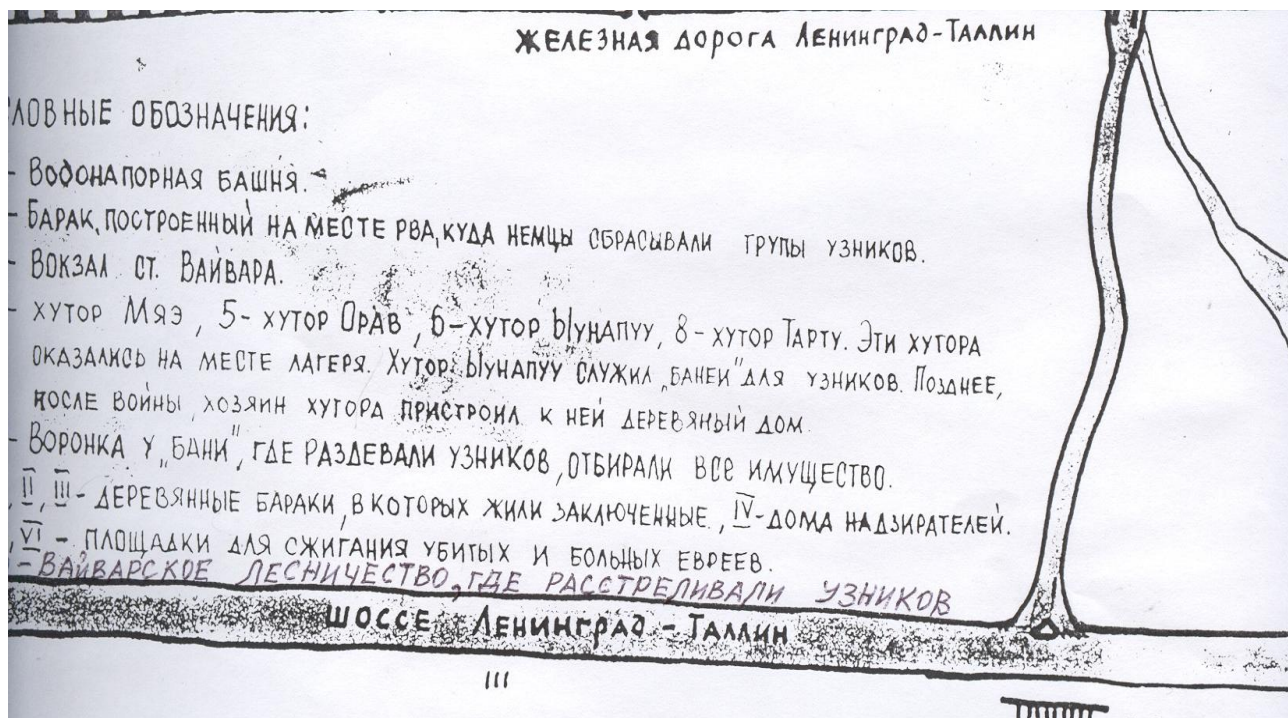 ЖЕЛЕЗНАЯ ДОРОГА ЛЕНИНГРАД-ТАЛЛИН
ЛОВНЫЕ ОБОЗНАЧЕНИЯ:
- ВОДОНАПОРНАЯ БАШНЯ.
- БАРАК, ПОСТРОЕННЫЙ НА МЕСТЕ РВА, КУДА НЕМЦЫ СБРАСЫВАЛИ ТРУПЫ УЗНИКОВ.
- ВОКЗАЛ СТ. ВАЙВАРА.
- ХУТОР МЯЭ, 5- ХУТОР ОРАВ, 6-ХУТОР ЫУНАПУУ, 8- ХУТОР ТАРТУ. ЭТИ ХУТОРА
ОКАЗАЛИСЬ НА МЕСТЕ ЛАГЕРЯ. ХУТОР ЫУНАПУУ СЛУЖИЛ „БАНЕЙ" ДЛЯ УЗНИКОВ. ПОЗДНЕЕ,
ПОСЛЕ ВОЙНЫ, ХОЗЯИН ХУТОРА ПРИСТРОИЛ К НЕЙ ДЕРЕВЯНЫЙ ДОМ.
- ВОРОНКА У „БАНИ", ГДЕ РАЗДЕВАЛИ УЗНИКОВ, ОТБИРАЛИ ВСЕ ИМУЩЕСТВО.
, II, III - ДЕРЕВЯННЫЕ БАРАКИ, В КОТОРЫХ ЖИЛИ ЗАКЛЮЧЕННЫЕ, IV-ДОМА НАДЗИРАТЕЛЕЙ.
, VI - ПЛОЩАДКИ ДЛЯ СЖИГАНИЯ УБИТЫХ И БОЛЬНЫХ ЕВРЕЕВ.
- ВАЙВАРСКОЕ ЛЕСНИЧЕСТВО, ГДЕ РАССТРЕЛИВАЛИ УЗНИКОВ
ШОССЕ ЛЕНИНГРАД - ТАЛЛИН